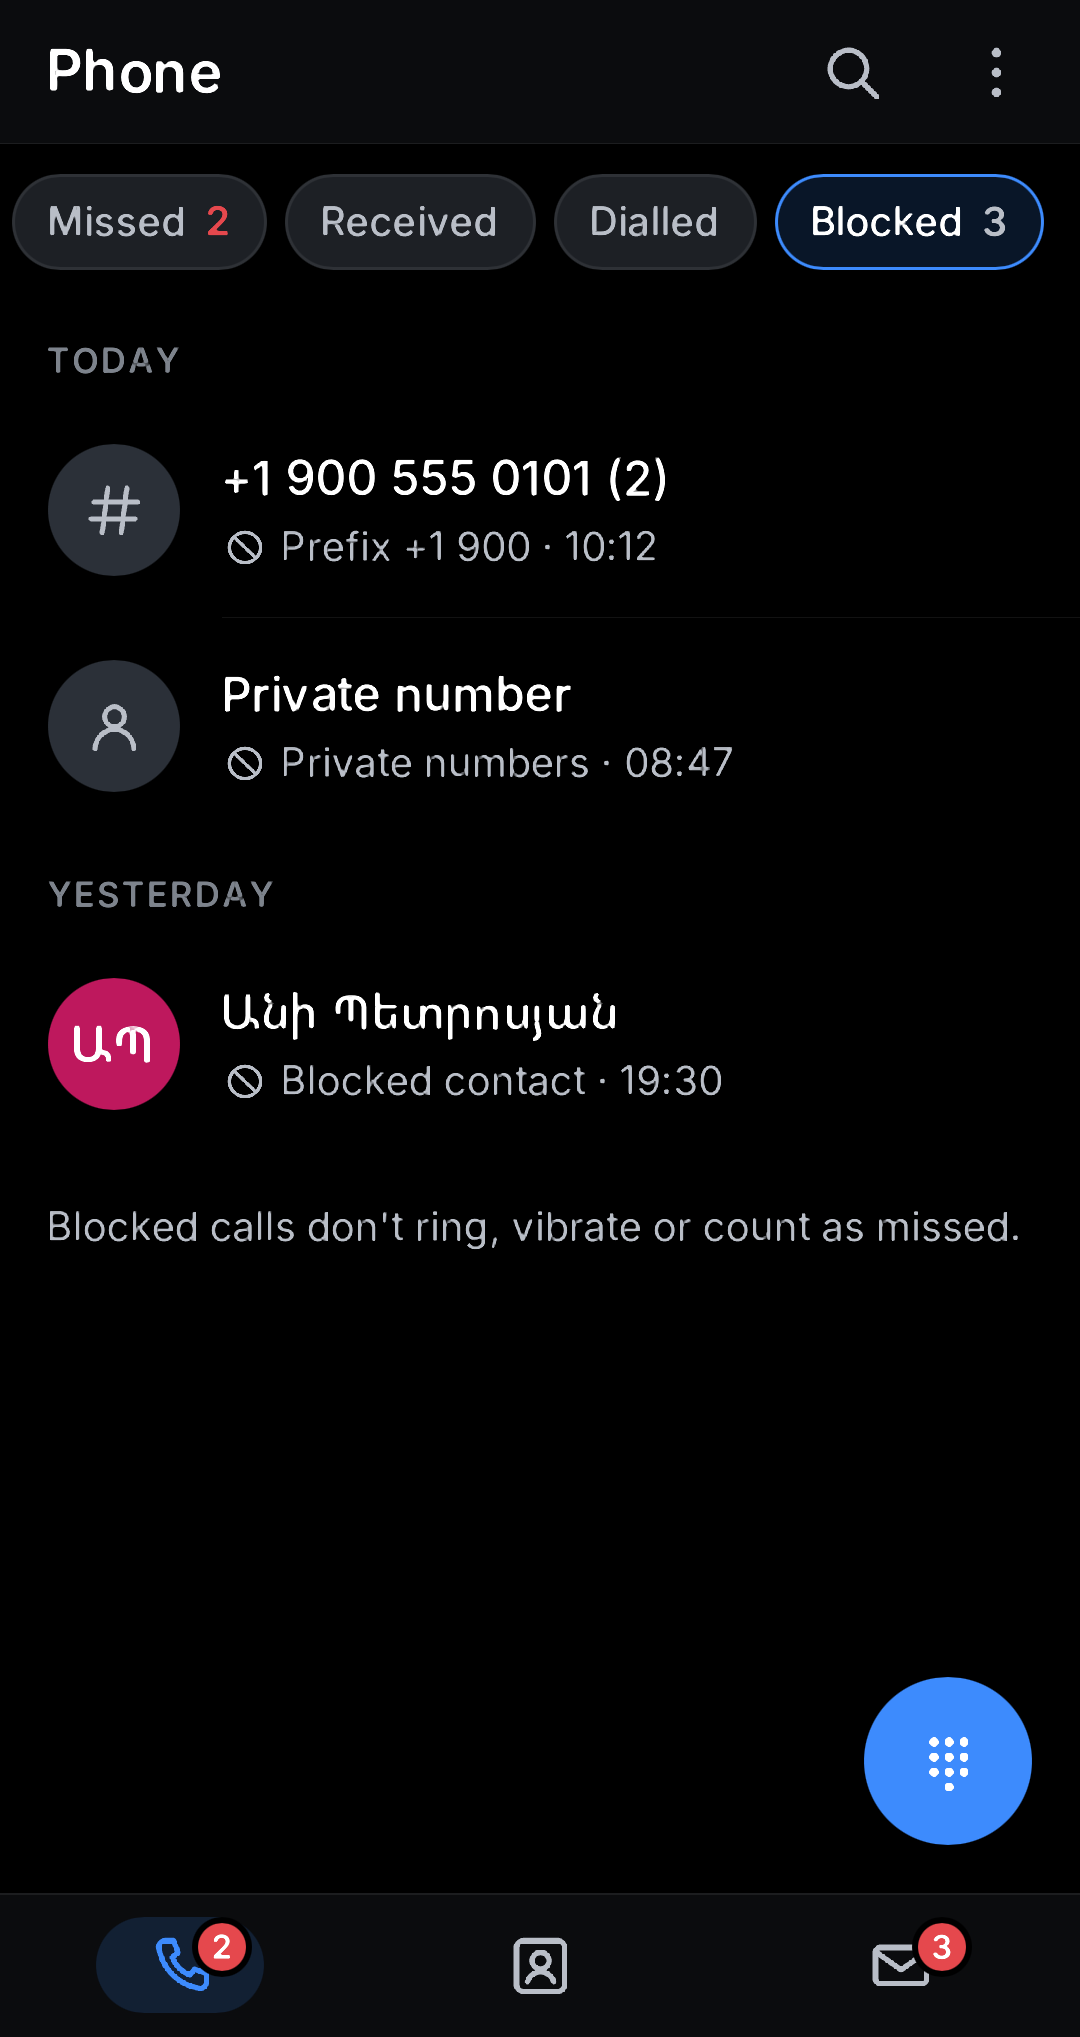 Phone
Missed 2
Received
Dialled
Blocked 3
TODAY
+1 900 555 0101 (2)
Prefix +1 900 · 10:12
Private number
Private numbers · 08:47
YESTERDAY
ԱՊ
Անի Պետրոսյան
Blocked contact · 19:30
Blocked calls don't ring, vibrate or count as missed.
2
3